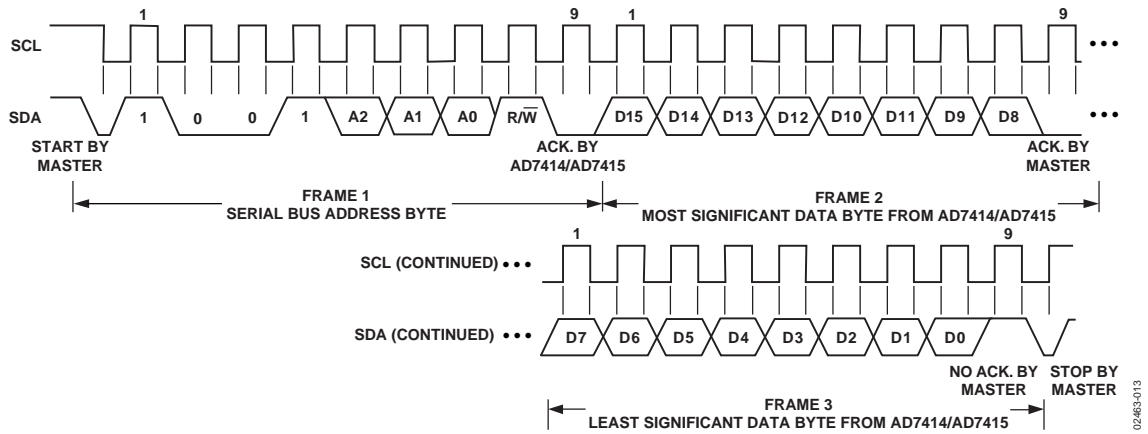 1 9 1 9
SCL
SDA 1 0 0 1 A2 A1 A0 R/W̅ D15 D14 D13 D12 D10 D11 D9 D8
START BY MASTER
ACK. BY AD7414/AD7415
ACK. BY MASTER
FRAME 1
SERIAL BUS ADDRESS BYTE
FRAME 2
MOST SIGNIFICANT DATA BYTE FROM AD7414/AD7415
1 9
SCL (CONTINUED)
SDA (CONTINUED) D7 D6 D5 D4 D3 D2 D1 D0
NO ACK. BY MASTER
STOP BY MASTER
FRAME 3
LEAST SIGNIFICANT DATA BYTE FROM AD7414/AD7415
02463-013